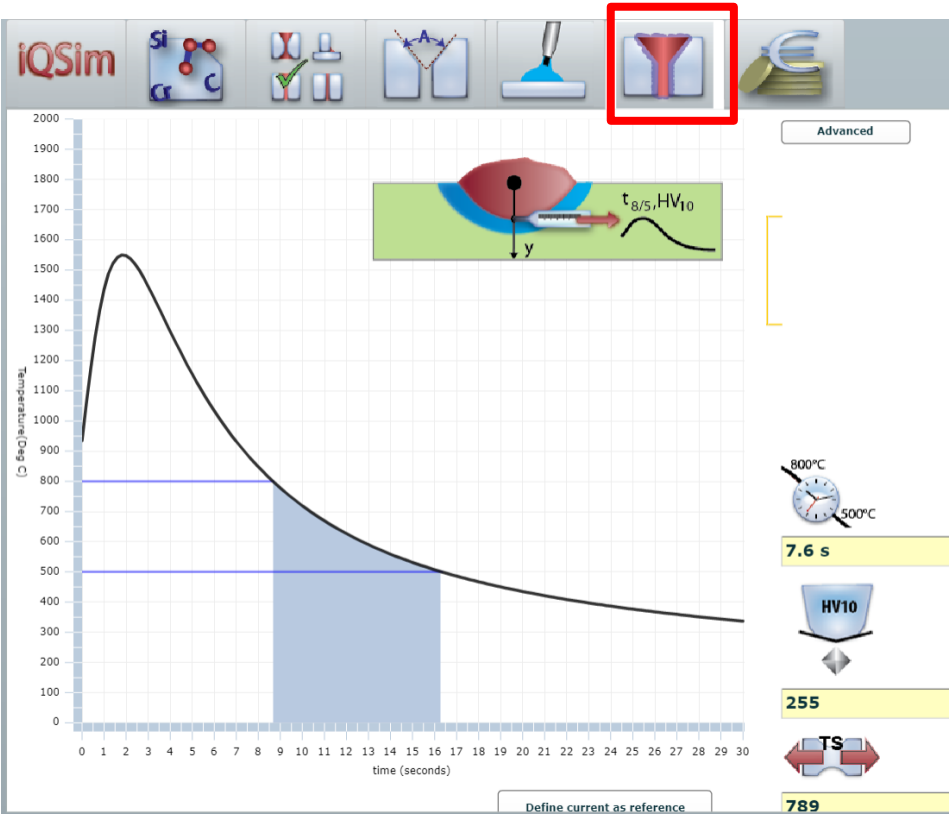 iQSim
Si
Cr C
A
€
Advanced
2000
1900
1800
1700
1600
1500
1400
1300
1200
1100
1000
900
800
700
600
500
400
300
200
100
0
Temperature(Deg C)
0 1 2 3 4 5 6 7 8 9 10 11 12 13 14 15 16 17 18 19 20 21 22 23 24 25 26 27 28 29 30
time (seconds)
t8/5,HV10
y
800°C
500°C
7.6 s
HV10
255
TS
789
Define current as reference